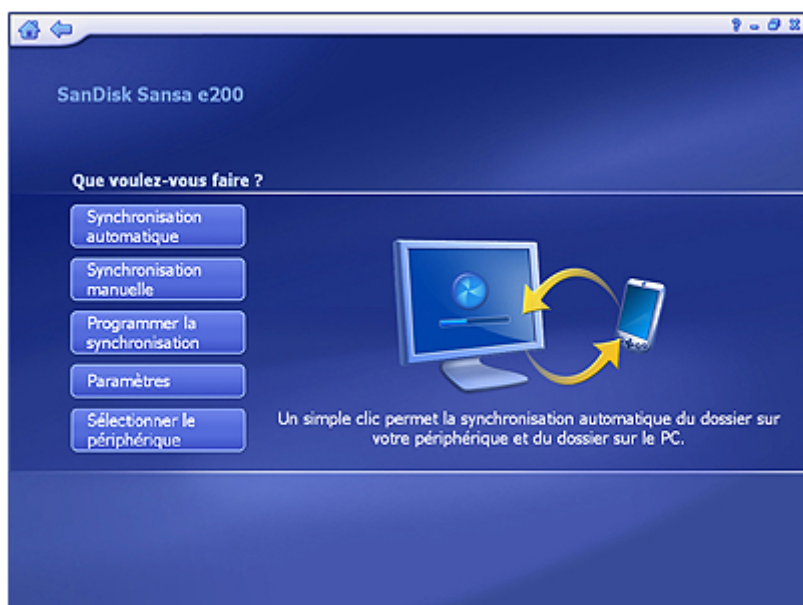 SanDisk Sansa e200
Que voulez-vous faire ?
Synchronisation
automatique
Synchronisation
manuelle
Programmer la
synchronisation
Paramètres
Sélectionner le
périphérique
Un simple clic permet la synchronisation automatique du dossier sur
votre périphérique et du dossier sur le PC.